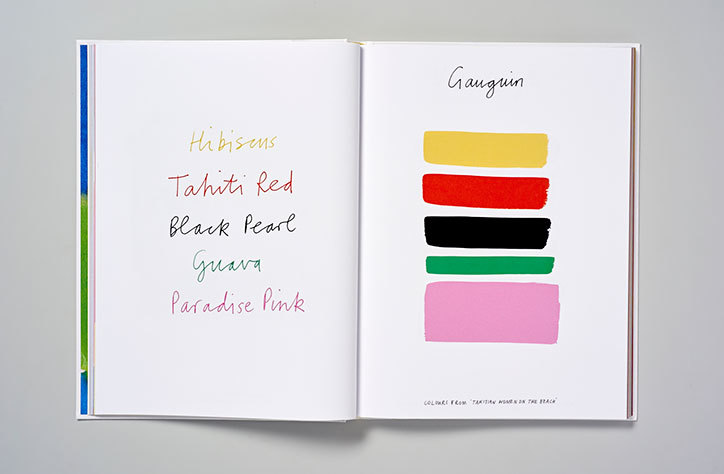 Hibiscus
Tahiti Red
Black Pearl
Guava
Paradise Pink
Gauguin
COLOURS FROM 'TAHITIAN WOMEN ON THE BEACH'